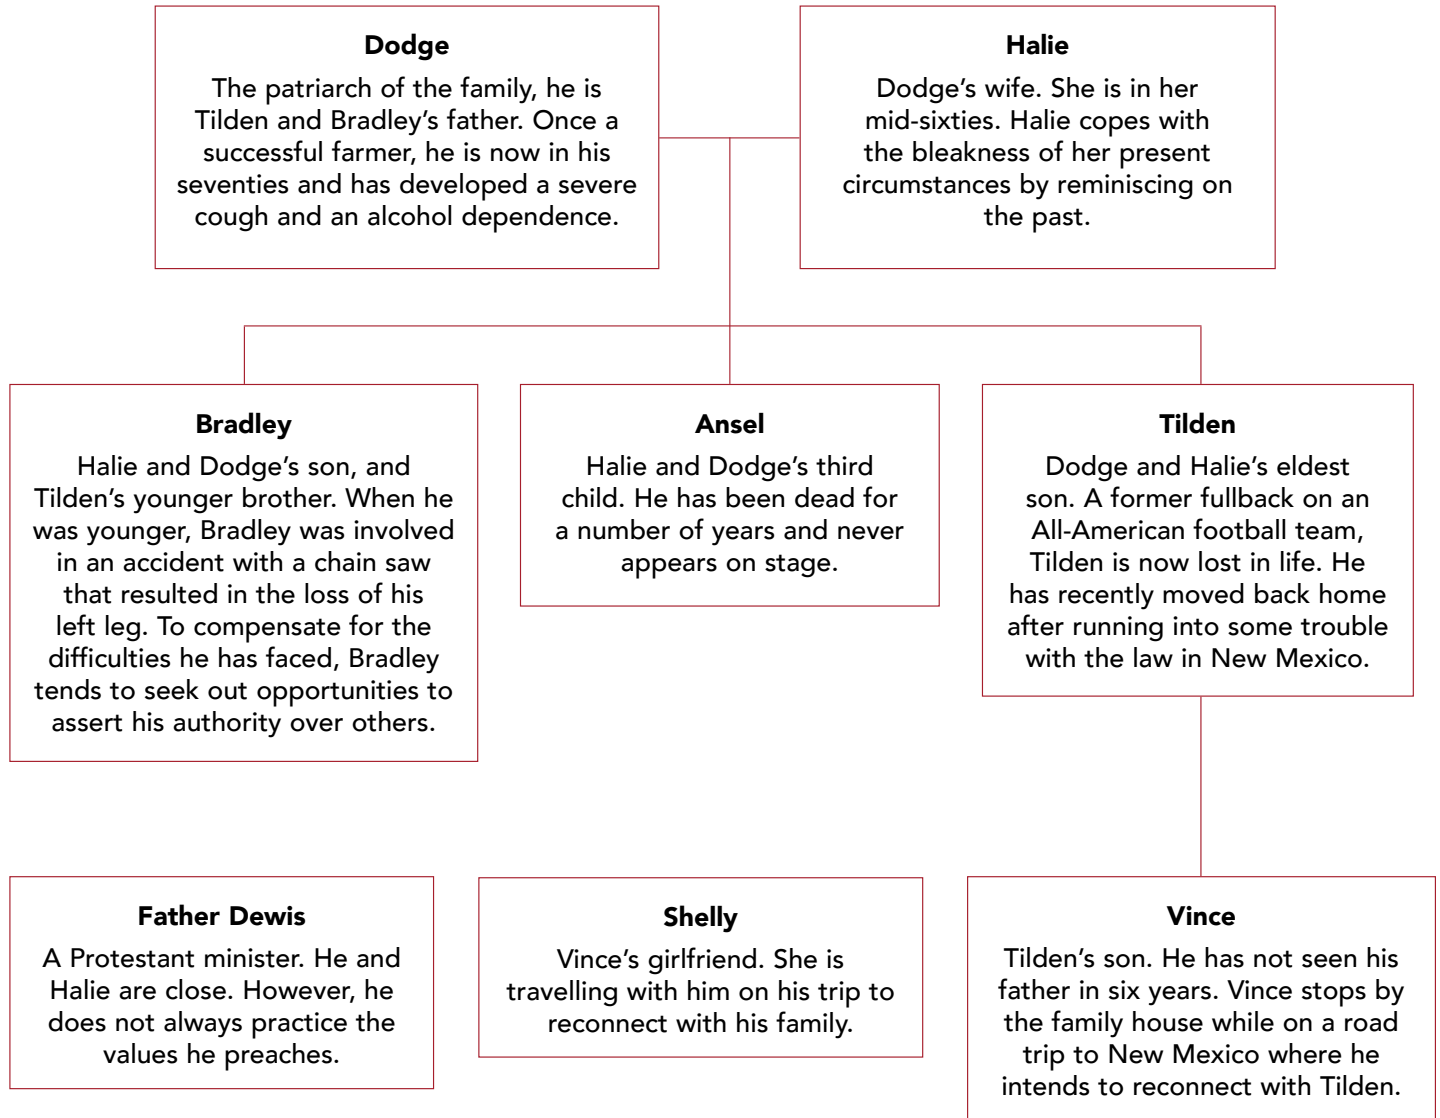 Dodge
The patriarch of the family, he is
Tilden and Bradley’s father. Once a
successful farmer, he is now in his
seventies and has developed a severe
cough and an alcohol dependence.
Halie
Dodge’s wife. She is in her
mid-sixties. Halie copes with
the bleakness of her present
circumstances by reminiscing on
the past.
Bradley
Halie and Dodge’s son, and
Tilden’s younger brother. When he
was younger, Bradley was involved
in an accident with a chain saw
that resulted in the loss of his
left leg. To compensate for the
difficulties he has faced, Bradley
tends to seek out opportunities to
assert his authority over others.
Ansel
Halie and Dodge’s third
child. He has been dead for
a number of years and never
appears on stage.
Tilden
Dodge and Halie’s eldest
son. A former fullback on an
All-American football team,
Tilden is now lost in life. He
has recently moved back home
after running into some trouble
with the law in New Mexico.
Father Dewis
A Protestant minister. He and
Halie are close. However, he
does not always practice the
values he preaches.
Shelly
Vince’s girlfriend. She is
travelling with him on his trip to
reconnect with his family.
Vince
Tilden’s son. He has not seen his
father in six years. Vince stops by
the family house while on a road
trip to New Mexico where he
intends to reconnect with Tilden.